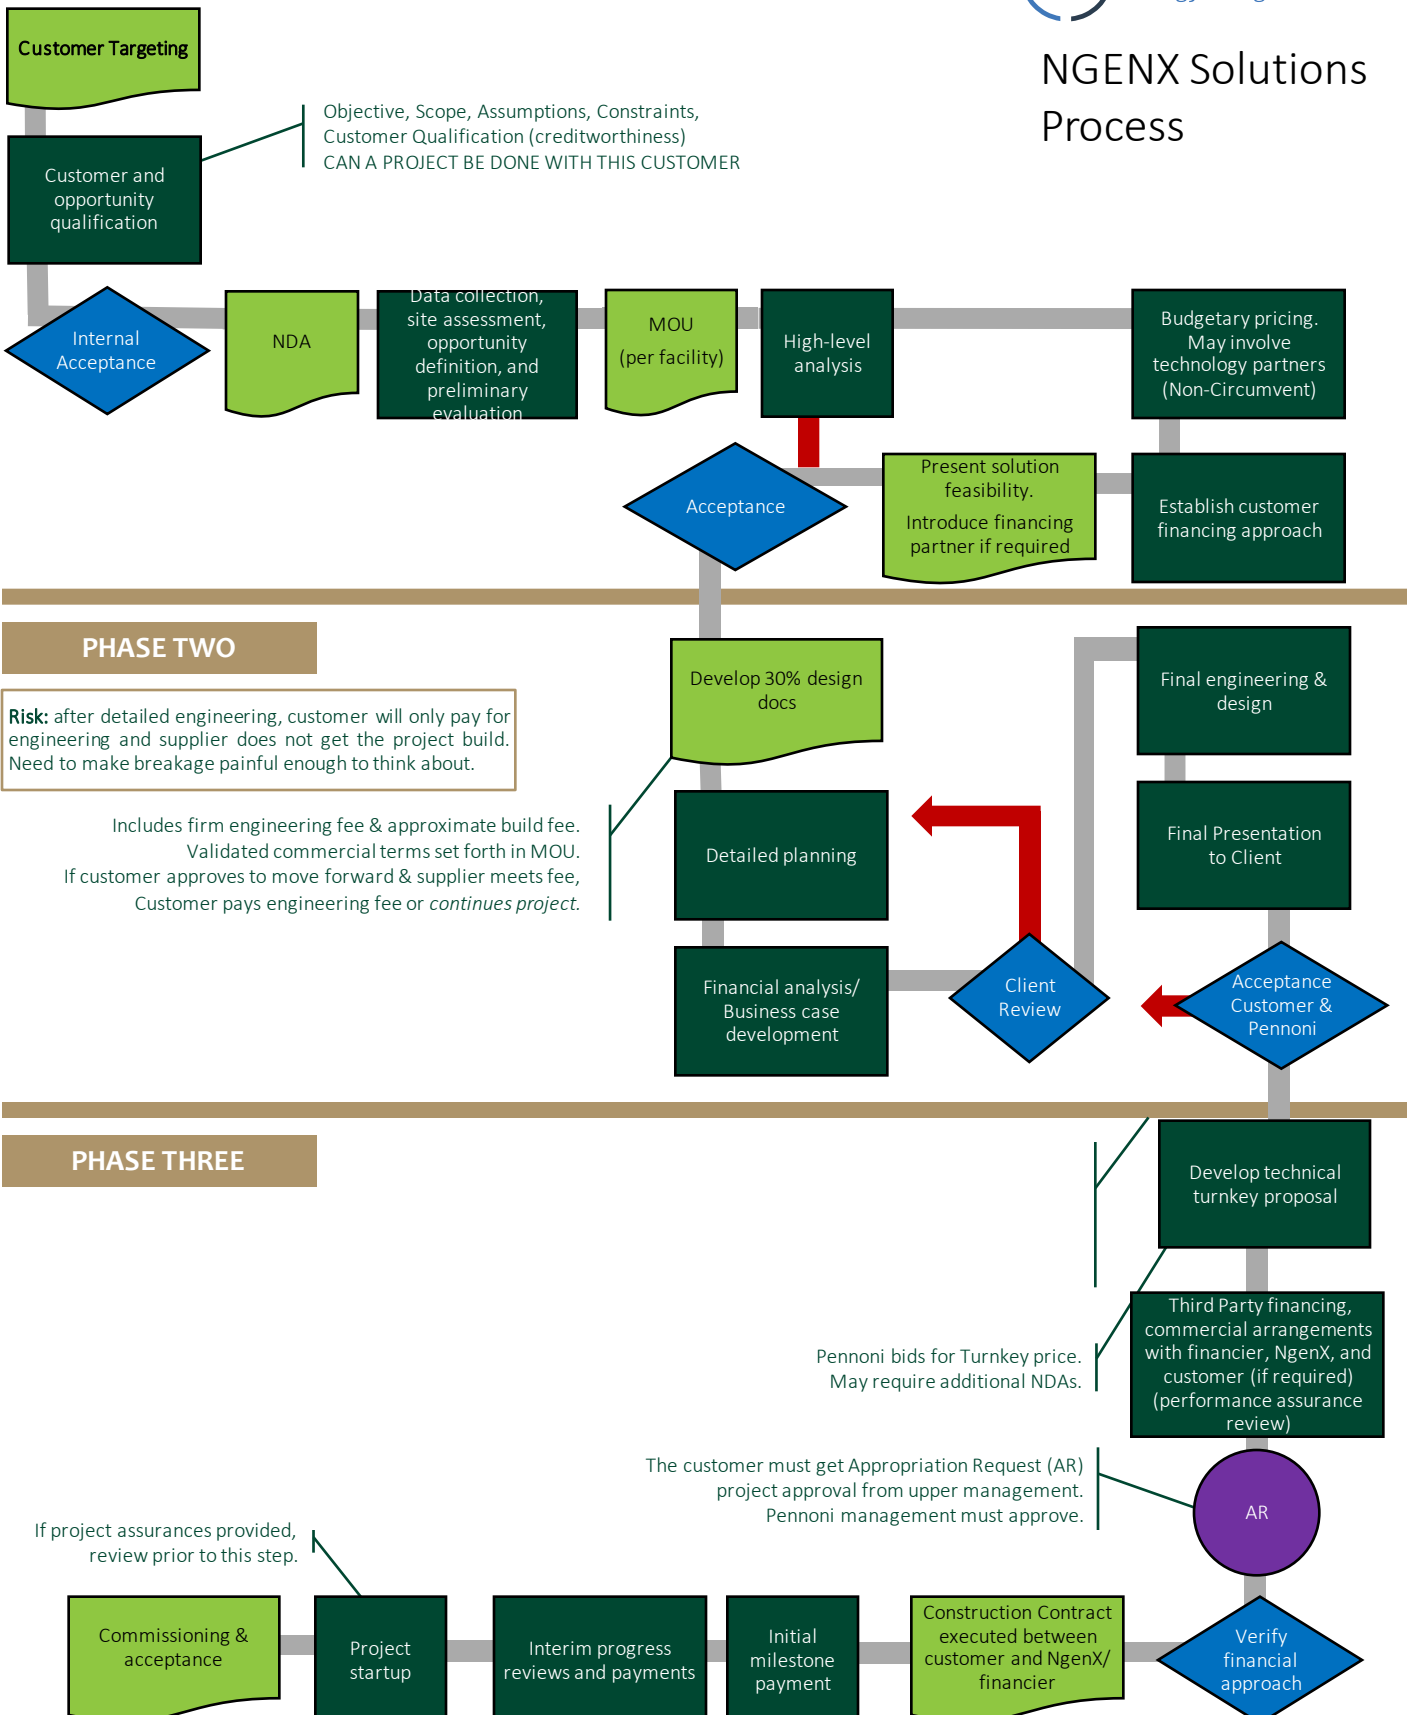 NGENX Solutions
Process
Customer Targeting
Objective, Scope, Assumptions, Constraints,
Customer Qualification (creditworthiness)
CAN A PROJECT BE DONE WITH THIS CUSTOMER
Customer and
opportunity
qualification
Internal
Acceptance
NDA
Data collection,
site assessment,
opportunity
definition, and
preliminary
evaluation
MOU
(per facility)
High-level
analysis
Budgetary pricing.
May involve
technology partners
(Non-Circumvent)
Establish customer
financing approach
Present solution
feasibility.
Introduce financing
partner if required
Acceptance
PHASE TWO
Risk: after detailed engineering, customer will only pay for
engineering and supplier does not get the project build.
Need to make breakage painful enough to think about.
Develop 30% design
docs
Includes firm engineering fee & approximate build fee.
Validated commercial terms set forth in MOU.
If customer approves to move forward & supplier meets fee,
Customer pays engineering fee or continues project.
Detailed planning
Financial analysis/
Business case
development
Client
Review
Final engineering &
design
Final Presentation
to Client
Acceptance
Customer &
Pennoni
PHASE THREE
Develop technical
turnkey proposal
Pennoni bids for Turnkey price.
May require additional NDAs.
Third Party financing,
commercial arrangements
with financier, NgenX, and
customer (if required)
(performance assurance
review)
The customer must get Appropriation Request (AR)
project approval from upper management.
Pennoni management must approve.
AR
Verify
financial
approach
Construction Contract
executed between
customer and NgenX/
financier
Initial
milestone
payment
Interim progress
reviews and payments
If project assurances provided,
review prior to this step.
Project
startup
Commissioning &
acceptance